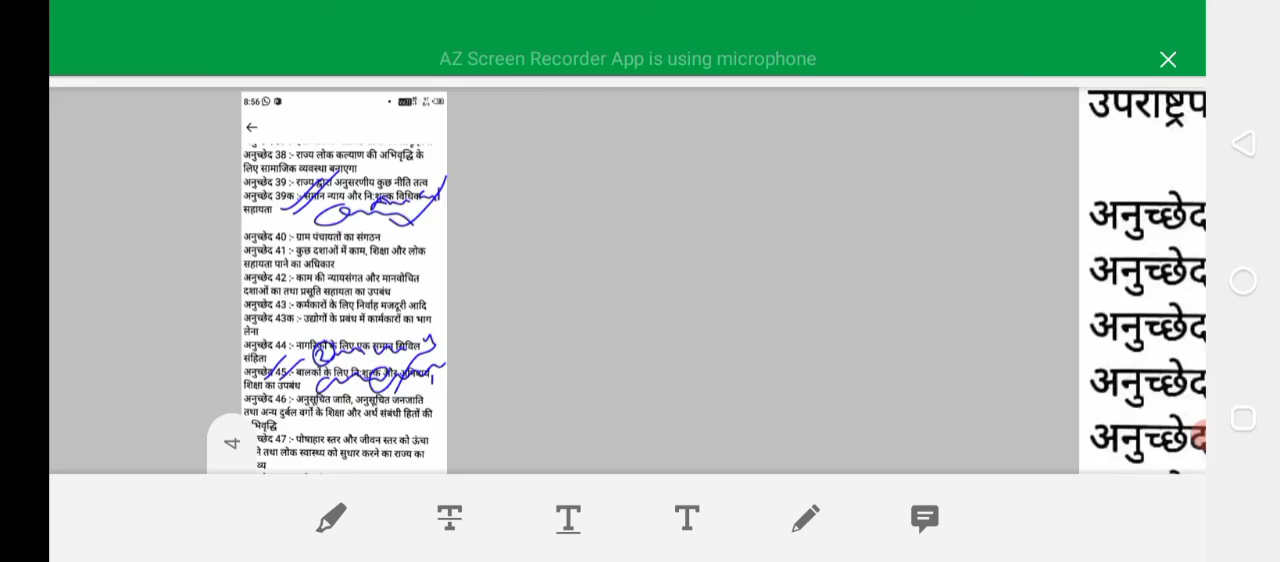 AZ Screen Recorder App is using microphone
8:56
अनुच्छेद 38 :- राज्य लोक कल्याण की अभिवृद्धि के
लिए सामाजिक व्यवस्था बनाएगा
अनुच्छेद 39 :- राज्य द्वारा अनुसरणीय कुछ नीति तत्व
अनुच्छेद 39क :- समान न्याय और नि:शुल्क विधिक
सहायता
अनुच्छेद 40 :- ग्राम पंचायतों का संगठन
अनुच्छेद 41 :- कुछ दशाओं में काम, शिक्षा और लोक
सहायता पाने का अधिकार
अनुच्छेद 42 :- काम की न्यायसंगत और मानवोचित
दशाओं का तथा प्रसूति सहायता का उपबंध
अनुच्छेद 43 :- कर्मकारों के लिए निर्वाह मजदूरी आदि
अनुच्छेद 43क :- उद्योगों के प्रबंध में कार्मकारों का भाग
लेना
अनुच्छेद 44 :- नागरिकों के लिए एक समान सिविल
संहिता
अनुच्छेद 45 :- बालकों के लिए नि:शुल्क और अनिवार्य
शिक्षा का उपबंध
अनुच्छेद 46 :- अनुसूचित जाति, अनुसूचित जनजाति
तथा अन्य दुर्बल वर्गों के शिक्षा और अर्थ संबंधी हितों की
भिवृद्धि
च्छेद 47 :- पोषाहार स्तर और जीवन स्तर को ऊंचा
ने तथा लोक स्वास्थ्य को सुधार करने का राज्य का
व्य
4
उपराष्ट्रप
अनुच्छेद
अनुच्छेद
अनुच्छेद
अनुच्छेद
अनुच्छेद